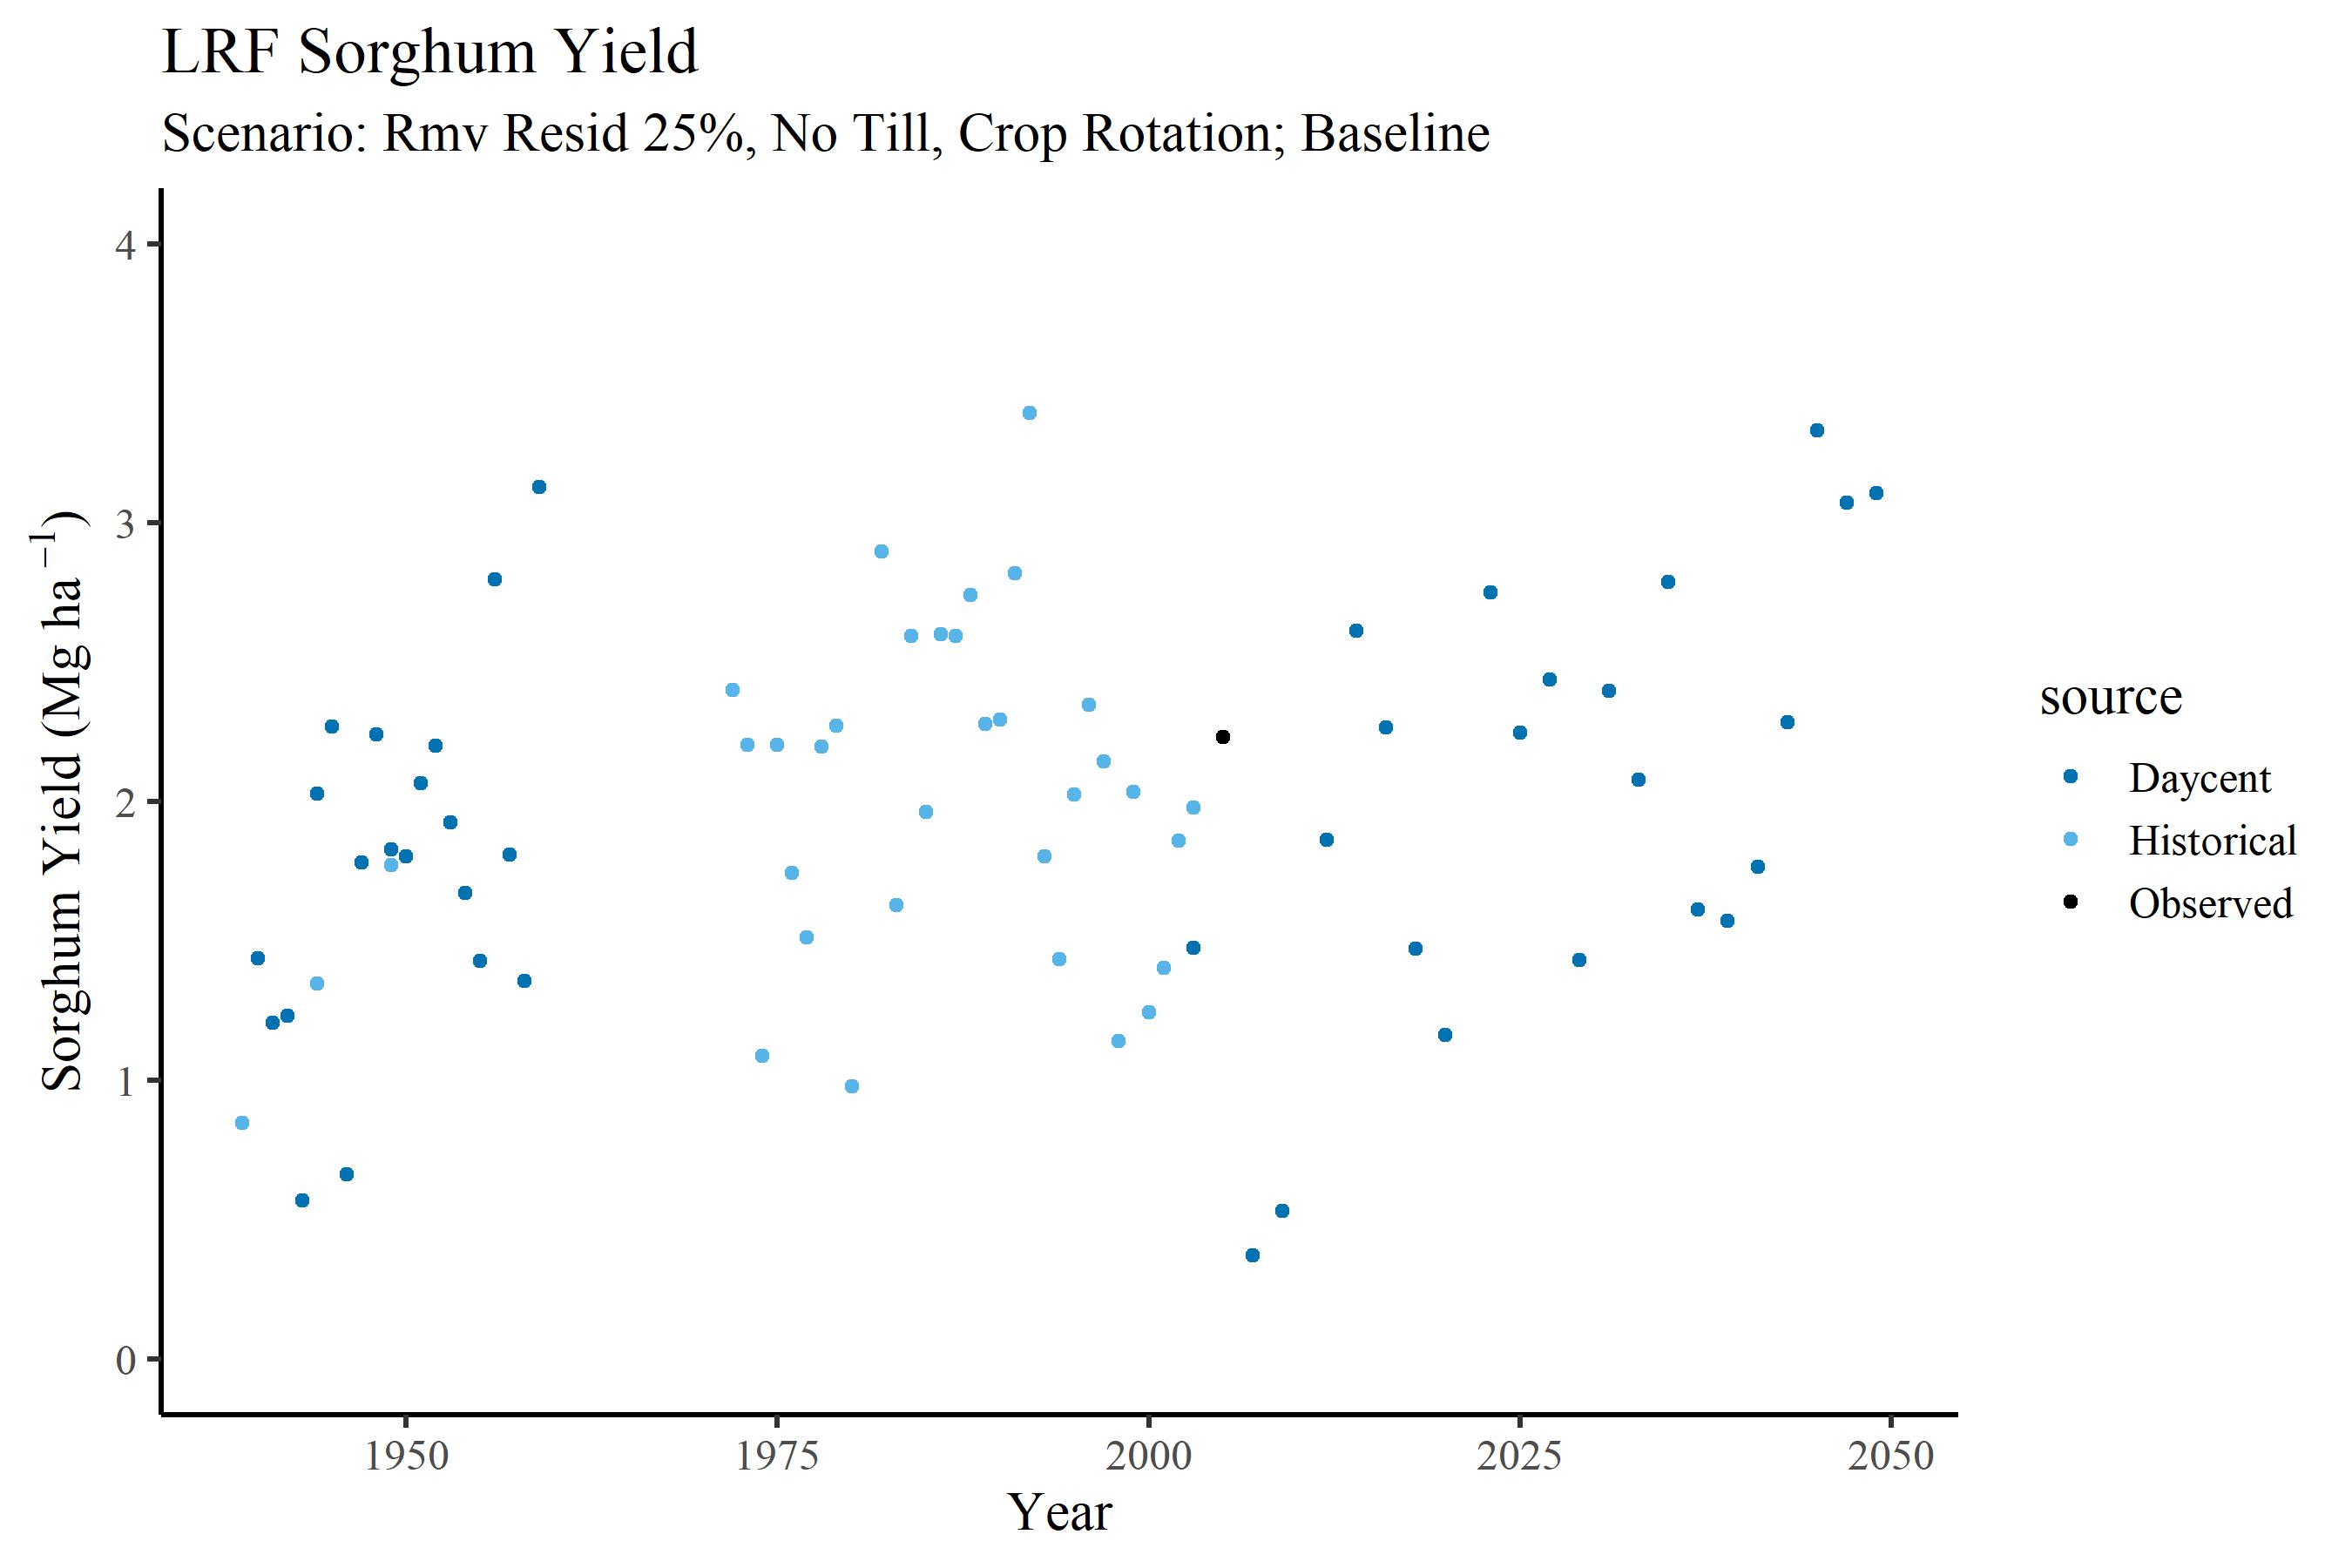 LRF Sorghum Yield
Scenario: Rmv Resid 25%, No Till, Crop Rotation; Baseline
Sorghum Yield (Mg ha⁻¹)
4
3
2
1
0
1950 1975 2000 2025 2050
Year
source
Daycent
Historical
Observed